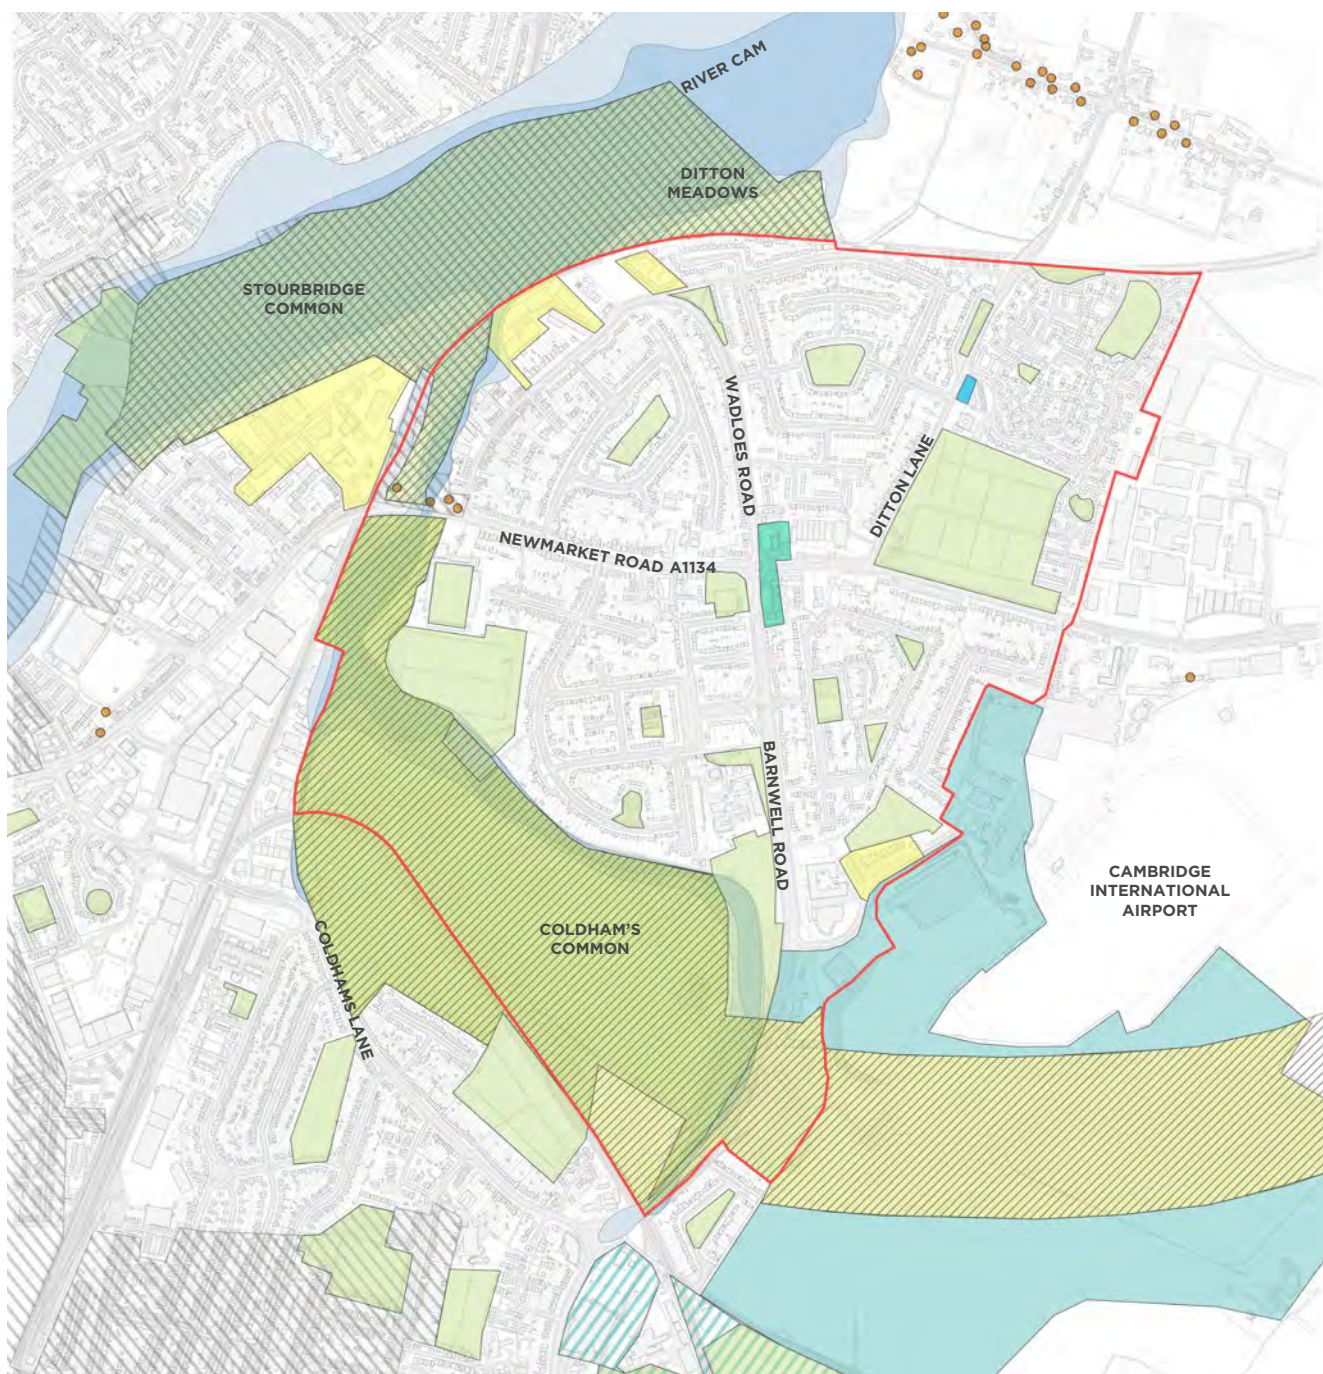 RIVER CAM
DITTON
MEADOWS
STOURBRIDGE
COMMON
WADLOES ROAD
DITTON LANE
NEWMARKET ROAD A1134
BARNWELL ROAD
CAMBRIDGE
INTERNATIONAL
AIRPORT
COLDHAM'S
COMMON
COLDHAMS LANE